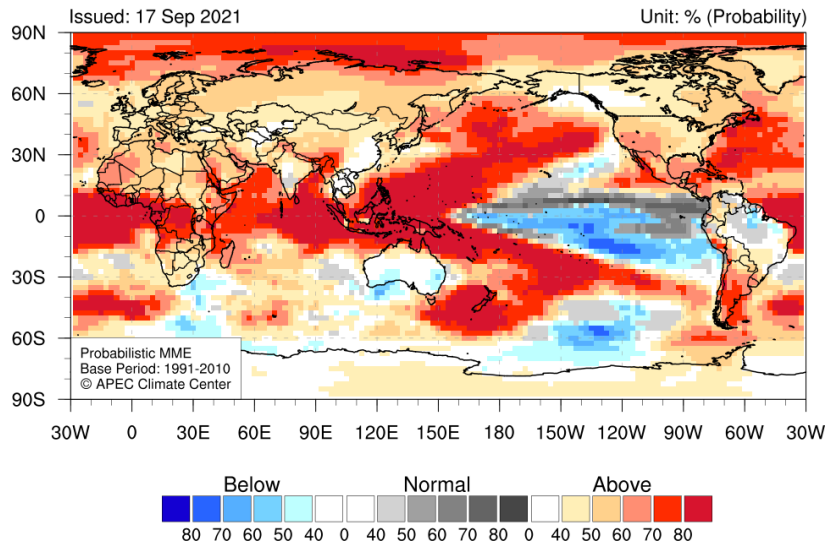 Issued: 17 Sep 2021 Unit: % (Probability)
90N
60N
30N
0
30S
60S
90S
Probabilistic MME
Base Period: 1991-2010
© APEC Climate Center
30W 0 30E 60E 90E 120E 150E 180 150W 120W 90W 60W 30W
Below Normal Above
80 70 60 50 40 0 40 50 60 70 80 0 40 50 60 70 80